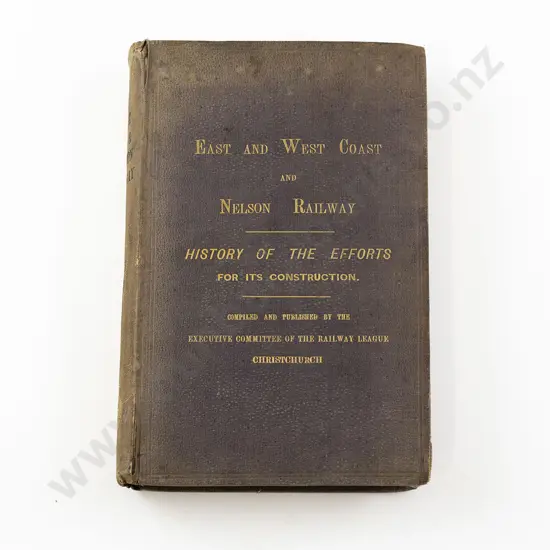 EAST AND WEST COAST
AND
NELSON RAILWAY
HISTORY OF THE EFFORTS
FOR ITS CONSTRUCTION.
COMPILED AND PUBLISHED BY THE
EXECUTIVE COMMITTEE OF THE RAILWAY LEAGUE
CHRISTCHURCH